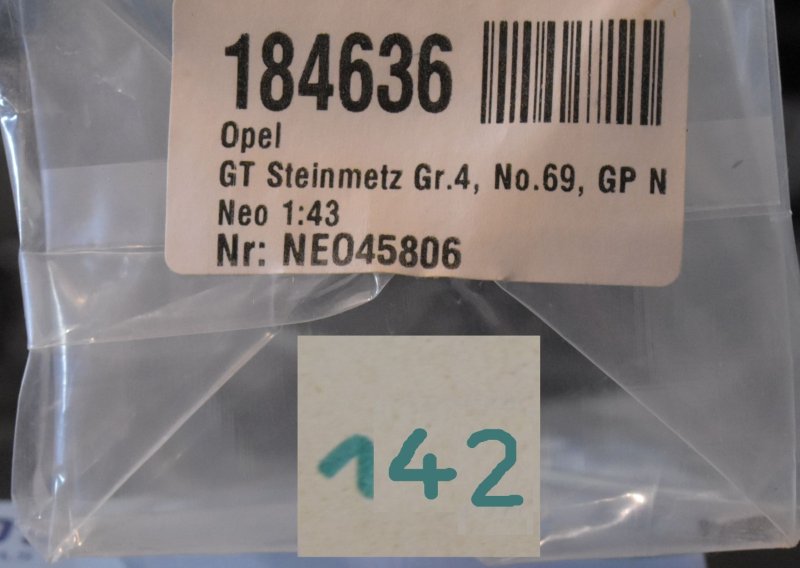 184636
Opel
GT Steinmetz Gr.4, No.69, GP N
Neo 1:43
Nr: NEO45806
142